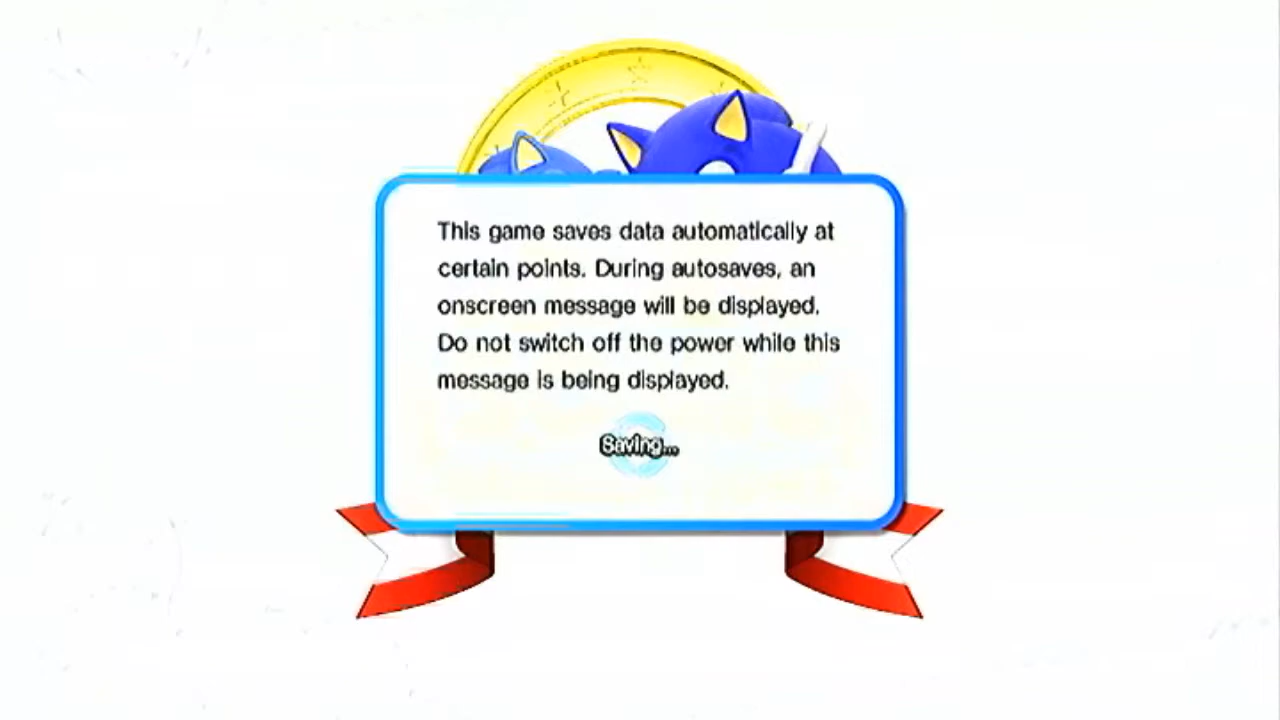 This game saves data automatically at
certain points. During autosaves, an
onscreen message will be displayed.
Do not switch off the power while this
message is being displayed.
Saving...